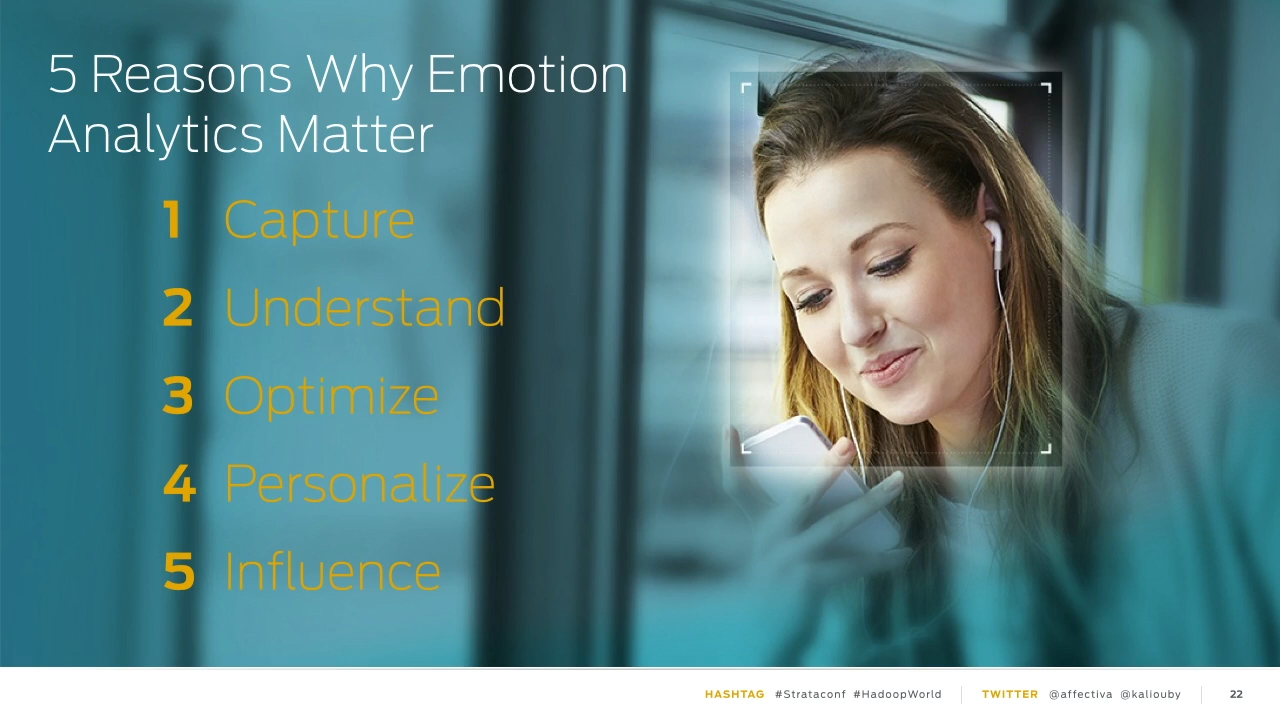 5 Reasons Why Emotion
Analytics Matter
1 Capture
2 Understand
3 Optimize
4 Personalize
5 Influence
HASHTAG #Strataconf #HadoopWorld TWITTER @affectiva @kaliouby 22